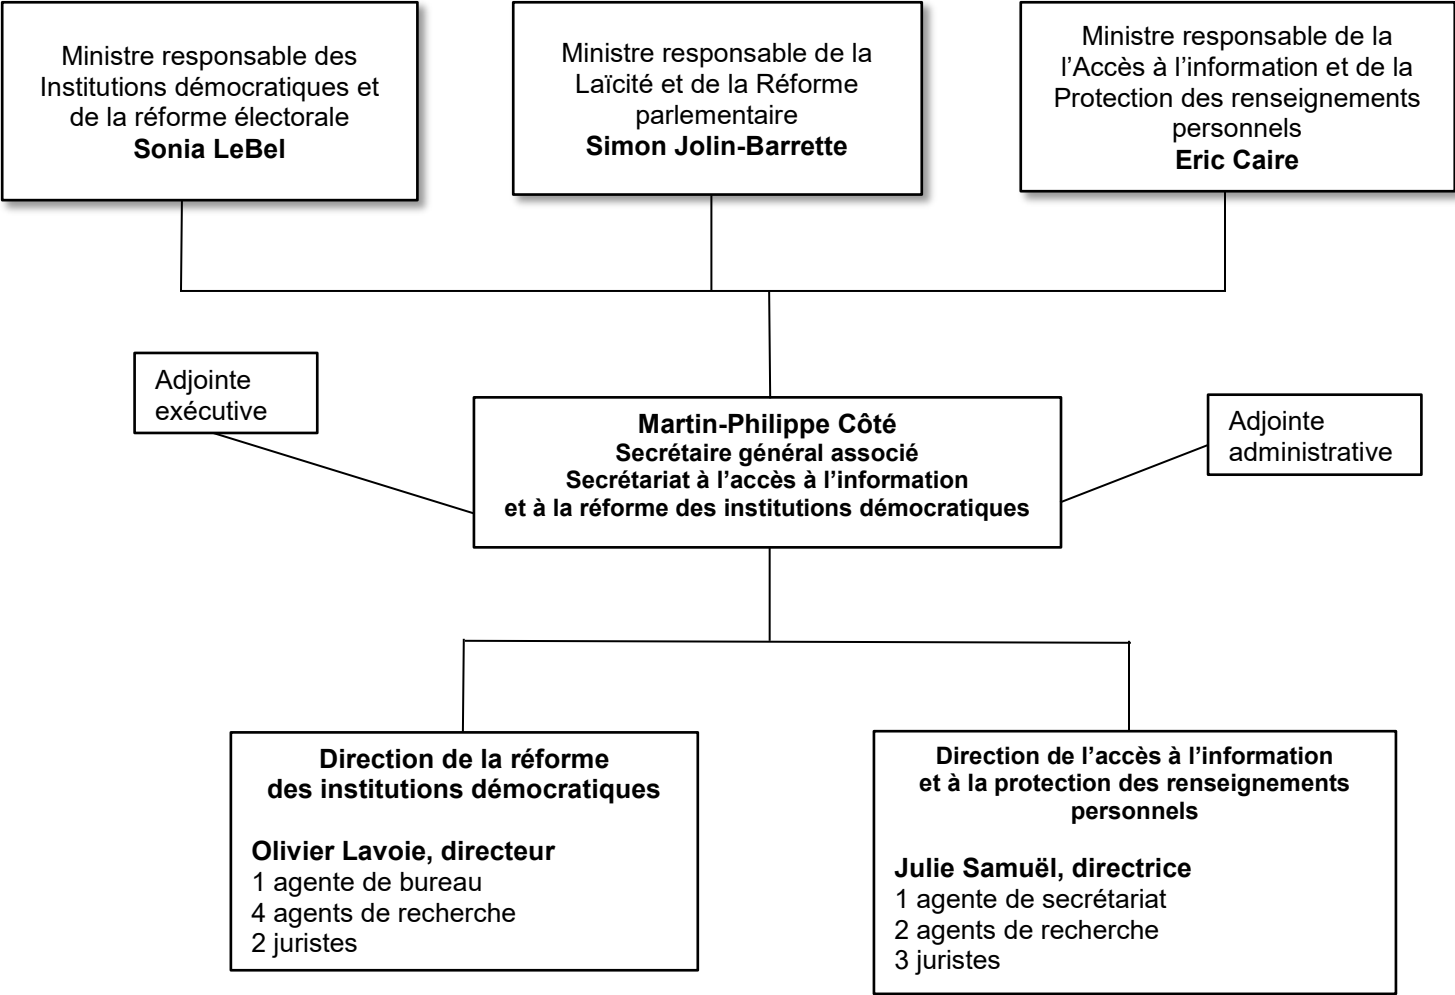 Ministre responsable des
Institutions démocratiques et
de la réforme électorale
Sonia LeBel
Ministre responsable de la
Laïcité et de la Réforme
parlementaire
Simon Jolin-Barrette
Ministre responsable de la
l’Accès à l’information et de la
Protection des renseignements
personnels
Eric Caire
Adjointe
exécutive
Martin-Philippe Côté
Secrétaire général associé
Secrétariat à l’accès à l’information
et à la réforme des institutions démocratiques
Adjointe
administrative
Direction de la réforme
des institutions démocratiques
Olivier Lavoie, directeur
1 agente de bureau
4 agents de recherche
2 juristes
Direction de l’accès à l’information
et à la protection des renseignements
personnels
Julie Samuël, directrice
1 agente de secrétariat
2 agents de recherche
3 juristes